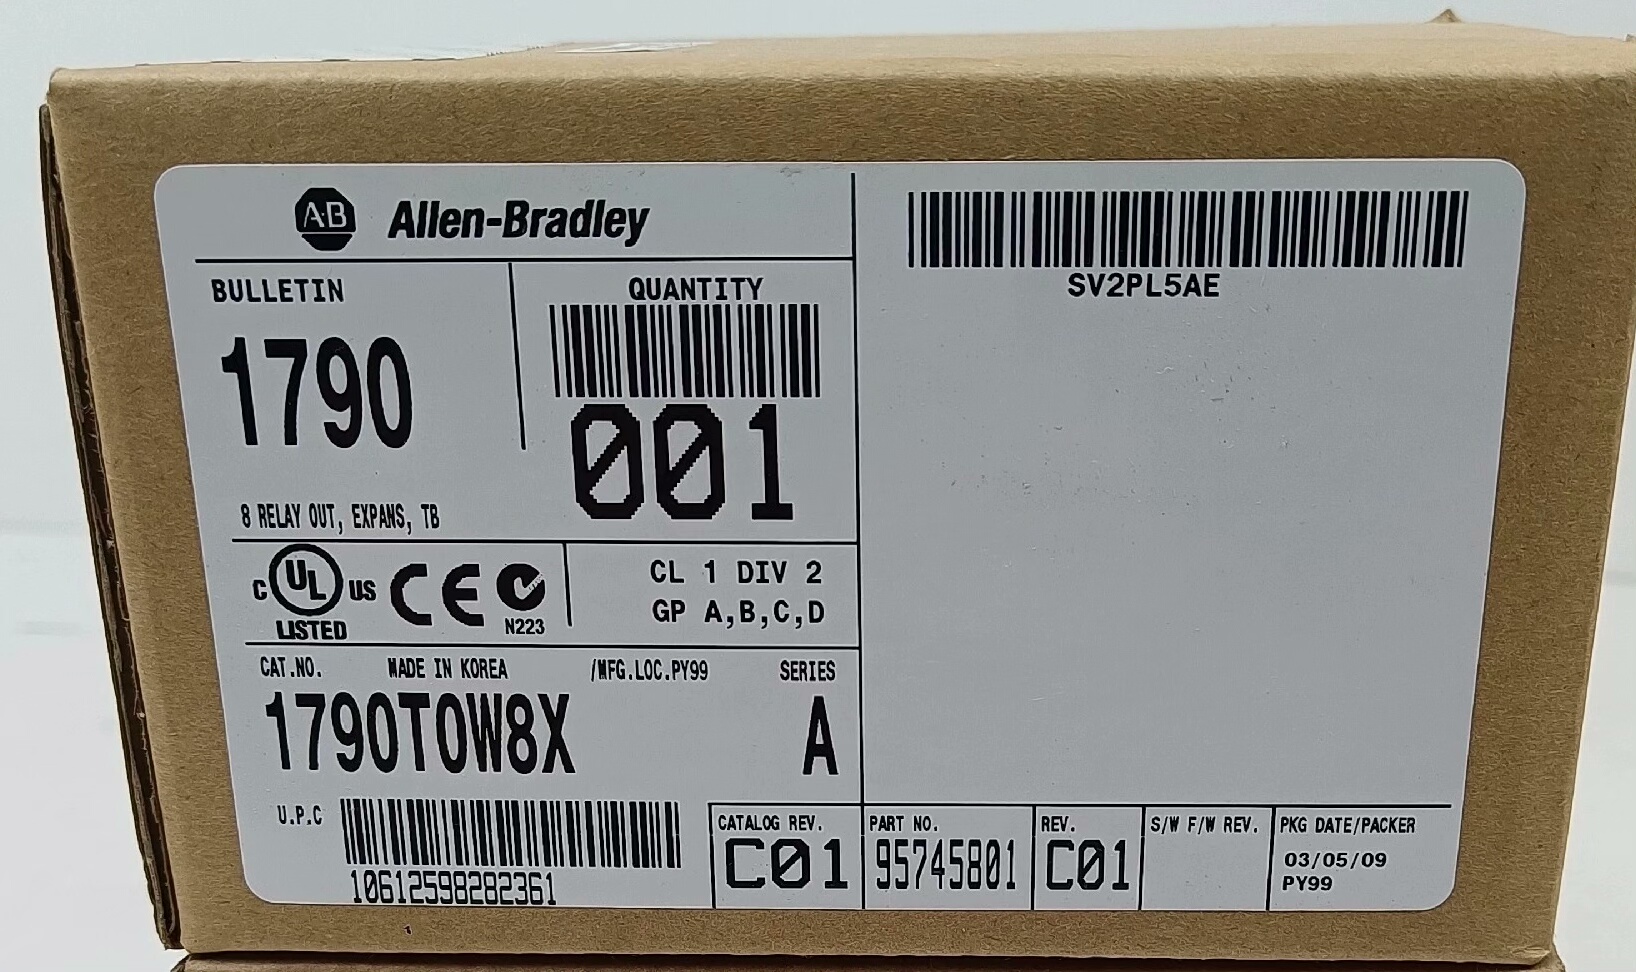 A-B Allen-Bradley
SV2PL5AE
BULLETIN
1790
QUANTITY
001
8 RELAY OUT, EXPANS, TB
C UL US LISTED
CE
N223
CL 1 DIV 2
GP A,B,C,D
CAT.NO. MADE IN KOREA /MFG.LOC.PY99 SERIES
1790T0W8X A
U.P.C
10612598282361
CATALOG REV.
C01
PART NO.
95745801
REV.
C01
S/W F/W REV.
PKG DATE/PACKER
03/05/09
PY99